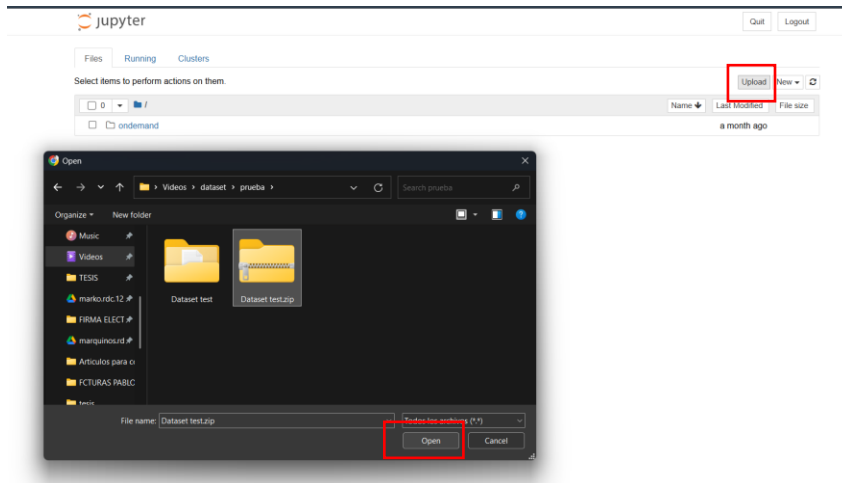 jupyter
Quit Logout
Files Running Clusters
Select items to perform actions on them.
Upload New
0 /
Name Last Modified File size
ondemand a month ago
Open
Videos > dataset > prueba >
Search prueba
Organize New folder
Music
Videos
TESIS
marko.rdc.12
FIRMA ELECT
marquinos.rd
Articulos para co
FCTURAS PABLO
tesis
Dataset test
Dataset test.zip
File name: Dataset test.zip
Todos los archivos (*.*)
Open Cancel